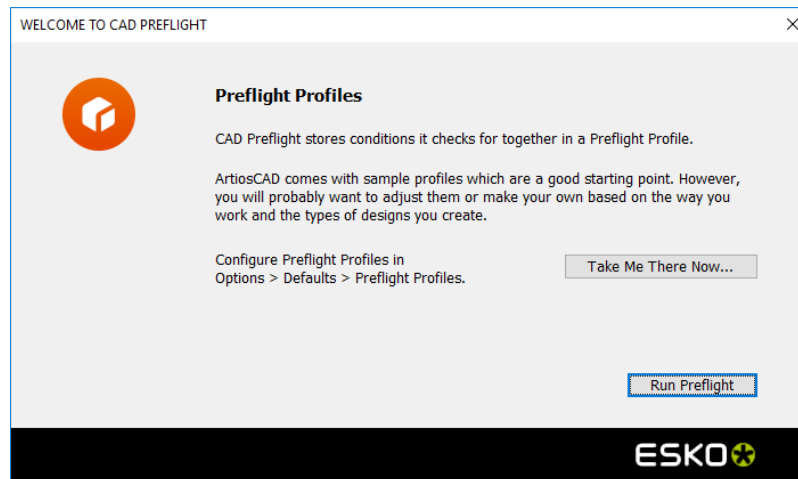 WELCOME TO CAD PREFLIGHT
Preflight Profiles
CAD Preflight stores conditions it checks for together in a Preflight Profile.
ArtiosCAD comes with sample profiles which are a good starting point. However,
you will probably want to adjust them or make your own based on the way you
work and the types of designs you create.
Configure Preflight Profiles in
Options > Defaults > Preflight Profiles.
Take Me There Now...
Run Preflight
ESKO